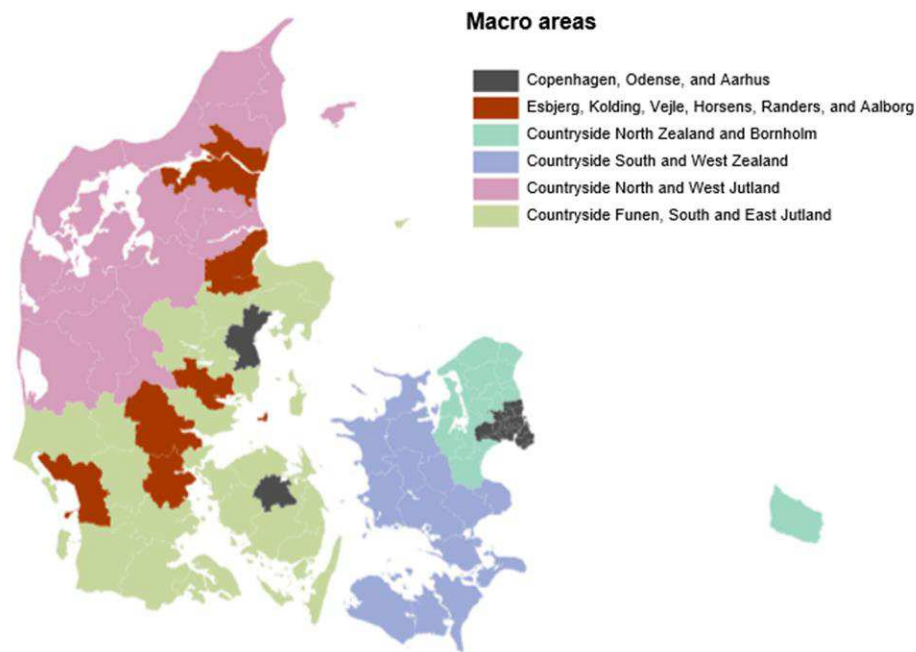 Macro areas
Copenhagen, Odense, and Aarhus
Esbjerg, Kolding, Vejle, Horsens, Randers, and Aalborg
Countryside North Zealand and Bornholm
Countryside South and West Zealand
Countryside North and West Jutland
Countryside Funen, South and East Jutland